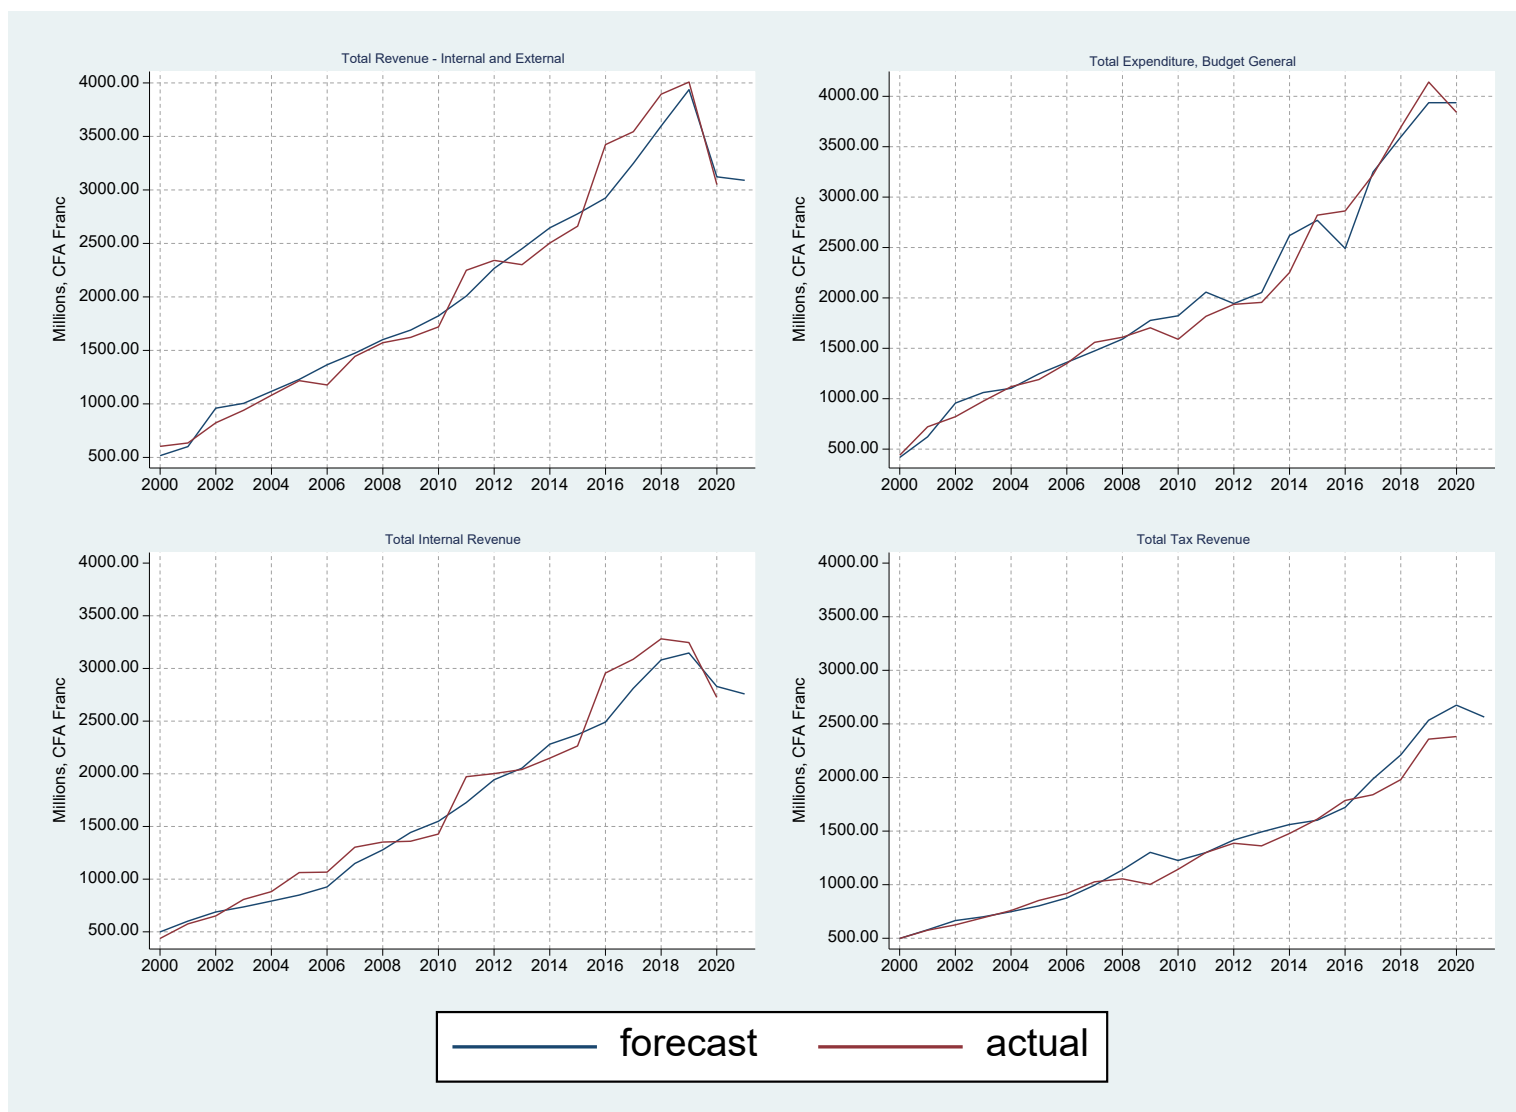 Total Revenue - Internal and External
Millions, CFA Franc
4000.00
3500.00
3000.00
2500.00
2000.00
1500.00
1000.00
500.00
2000 2002 2004 2006 2008 2010 2012 2014 2016 2018 2020
Total Expenditure, Budget General
Millions, CFA Franc
4000.00
3500.00
3000.00
2500.00
2000.00
1500.00
1000.00
500.00
2000 2002 2004 2006 2008 2010 2012 2014 2016 2018 2020
Total Internal Revenue
Millions, CFA Franc
4000.00
3500.00
3000.00
2500.00
2000.00
1500.00
1000.00
500.00
2000 2002 2004 2006 2008 2010 2012 2014 2016 2018 2020
Total Tax Revenue
Millions, CFA Franc
4000.00
3500.00
3000.00
2500.00
2000.00
1500.00
1000.00
500.00
2000 2002 2004 2006 2008 2010 2012 2014 2016 2018 2020
forecast actual